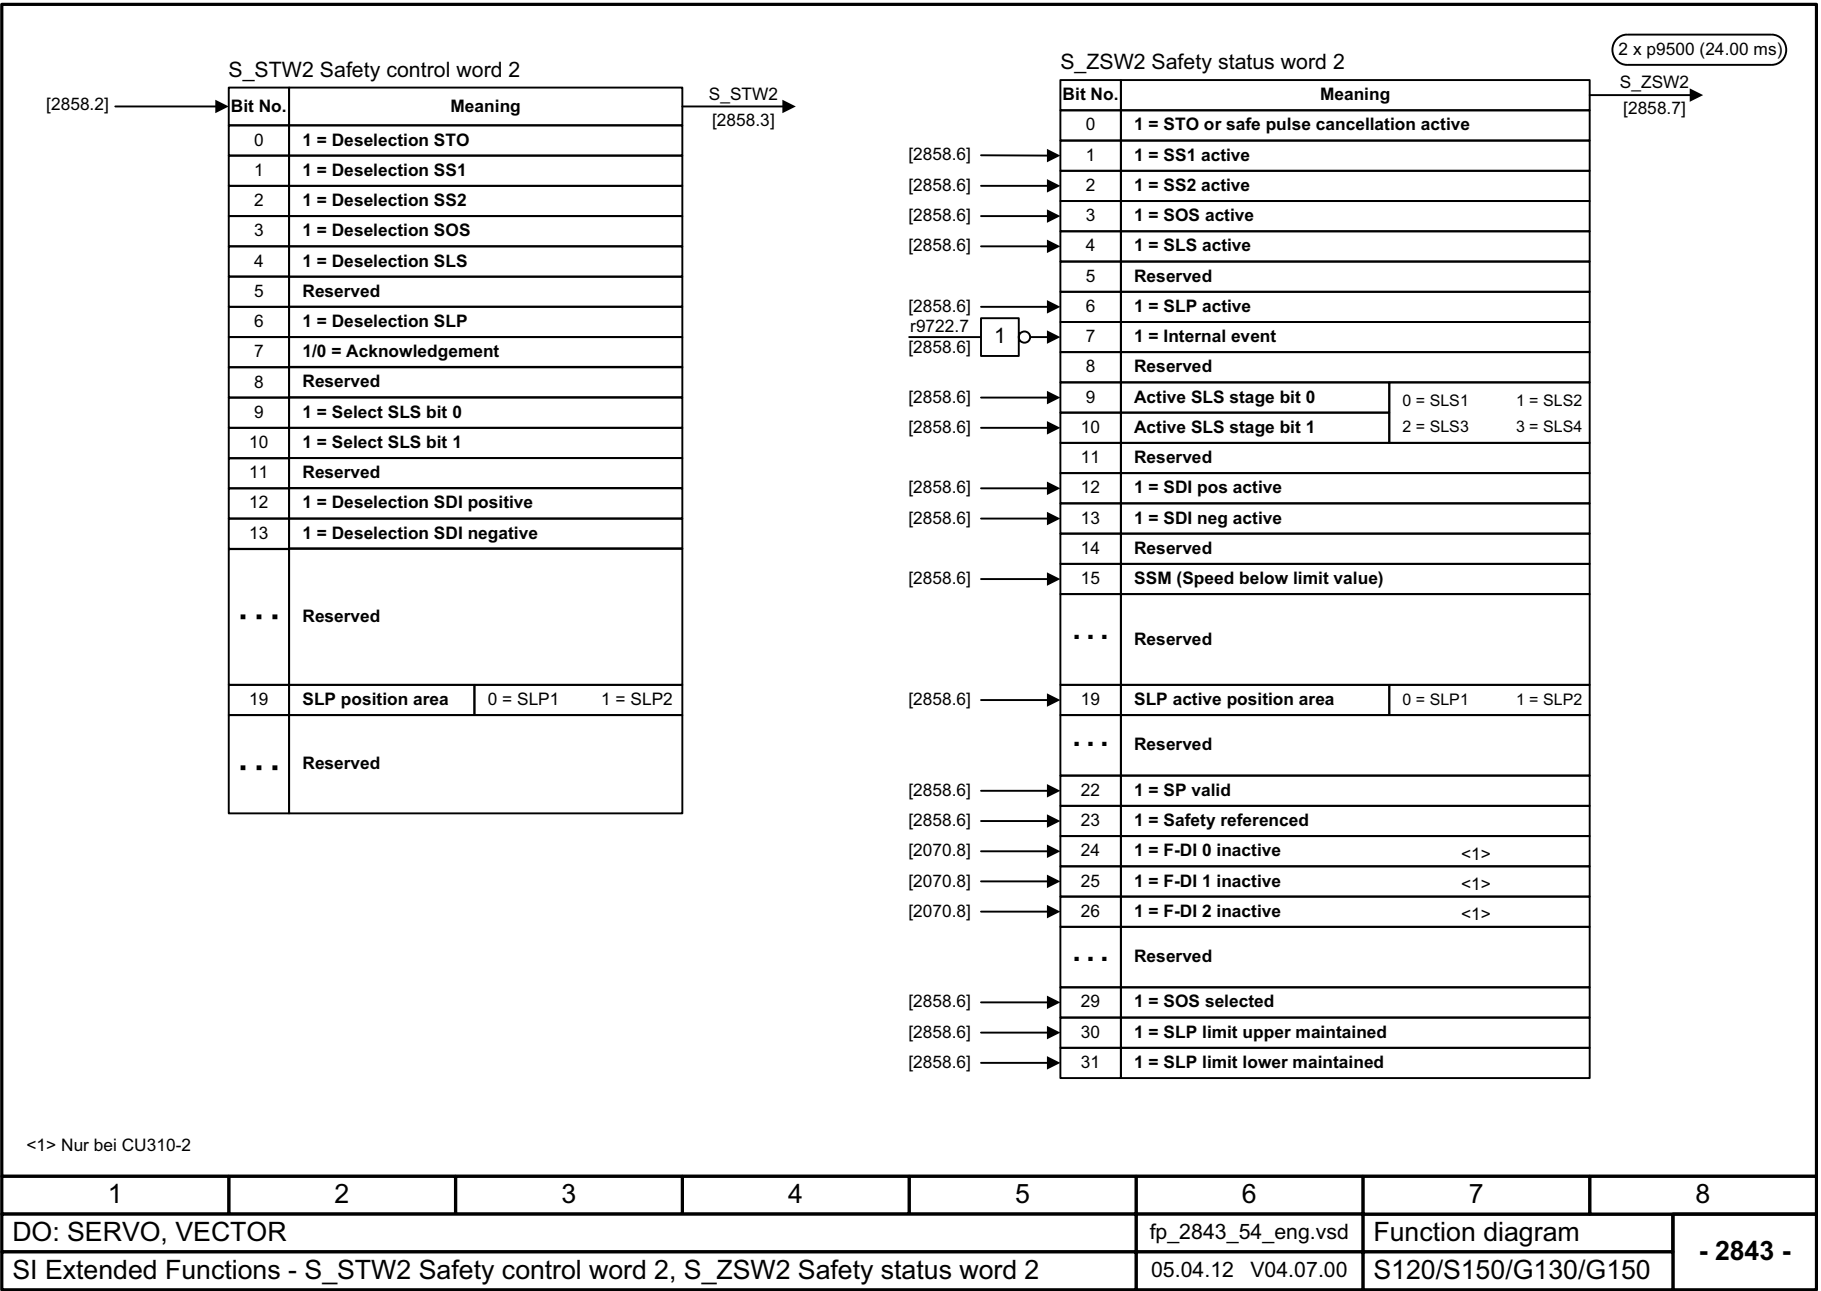 2 x p9500 (24.00 ms)
S_STW2 Safety control word 2
[2858.2] Bit No. Meaning S_STW2
[2858.3]
0 1 = Deselection STO
1 1 = Deselection SS1
2 1 = Deselection SS2
3 1 = Deselection SOS
4 1 = Deselection SLS
5 Reserved
6 1 = Deselection SLP
7 1/0 = Acknowledgement
8 Reserved
9 1 = Select SLS bit 0
10 1 = Select SLS bit 1
11 Reserved
12 1 = Deselection SDI positive
13 1 = Deselection SDI negative
... Reserved
19 SLP position area 0 = SLP1 1 = SLP2
... Reserved
S_ZSW2 Safety status word 2
Bit No. Meaning S_ZSW2
[2858.7]
0 1 = STO or safe pulse cancellation active
[2858.6] 1 1 = SS1 active
[2858.6] 2 1 = SS2 active
[2858.6] 3 1 = SOS active
[2858.6] 4 1 = SLS active
5 Reserved
[2858.6] 6 1 = SLP active
r9722.7
[2858.6] 1 7 1 = Internal event
8 Reserved
[2858.6] 9 Active SLS stage bit 0 0 = SLS1 1 = SLS2
[2858.6] 10 Active SLS stage bit 1 2 = SLS3 3 = SLS4
11 Reserved
[2858.6] 12 1 = SDI pos active
[2858.6] 13 1 = SDI neg active
14 Reserved
[2858.6] 15 SSM (Speed below limit value)
... Reserved
[2858.6] 19 SLP active position area 0 = SLP1 1 = SLP2
... Reserved
[2858.6] 22 1 = SP valid
[2858.6] 23 1 = Safety referenced
[2070.8] 24 1 = F-DI 0 inactive <1>
[2070.8] 25 1 = F-DI 1 inactive <1>
[2070.8] 26 1 = F-DI 2 inactive <1>
... Reserved
[2858.6] 29 1 = SOS selected
[2858.6] 30 1 = SLP limit upper maintained
[2858.6] 31 1 = SLP limit lower maintained
<1> Nur bei CU310-2
1 2 3 4 5 6 7 8
DO: SERVO, VECTOR fp_2843_54_eng.vsd Function diagram
- 2843 -
SI Extended Functions - S_STW2 Safety control word 2, S_ZSW2 Safety status word 2 05.04.12 V04.07.00 S120/S150/G130/G150